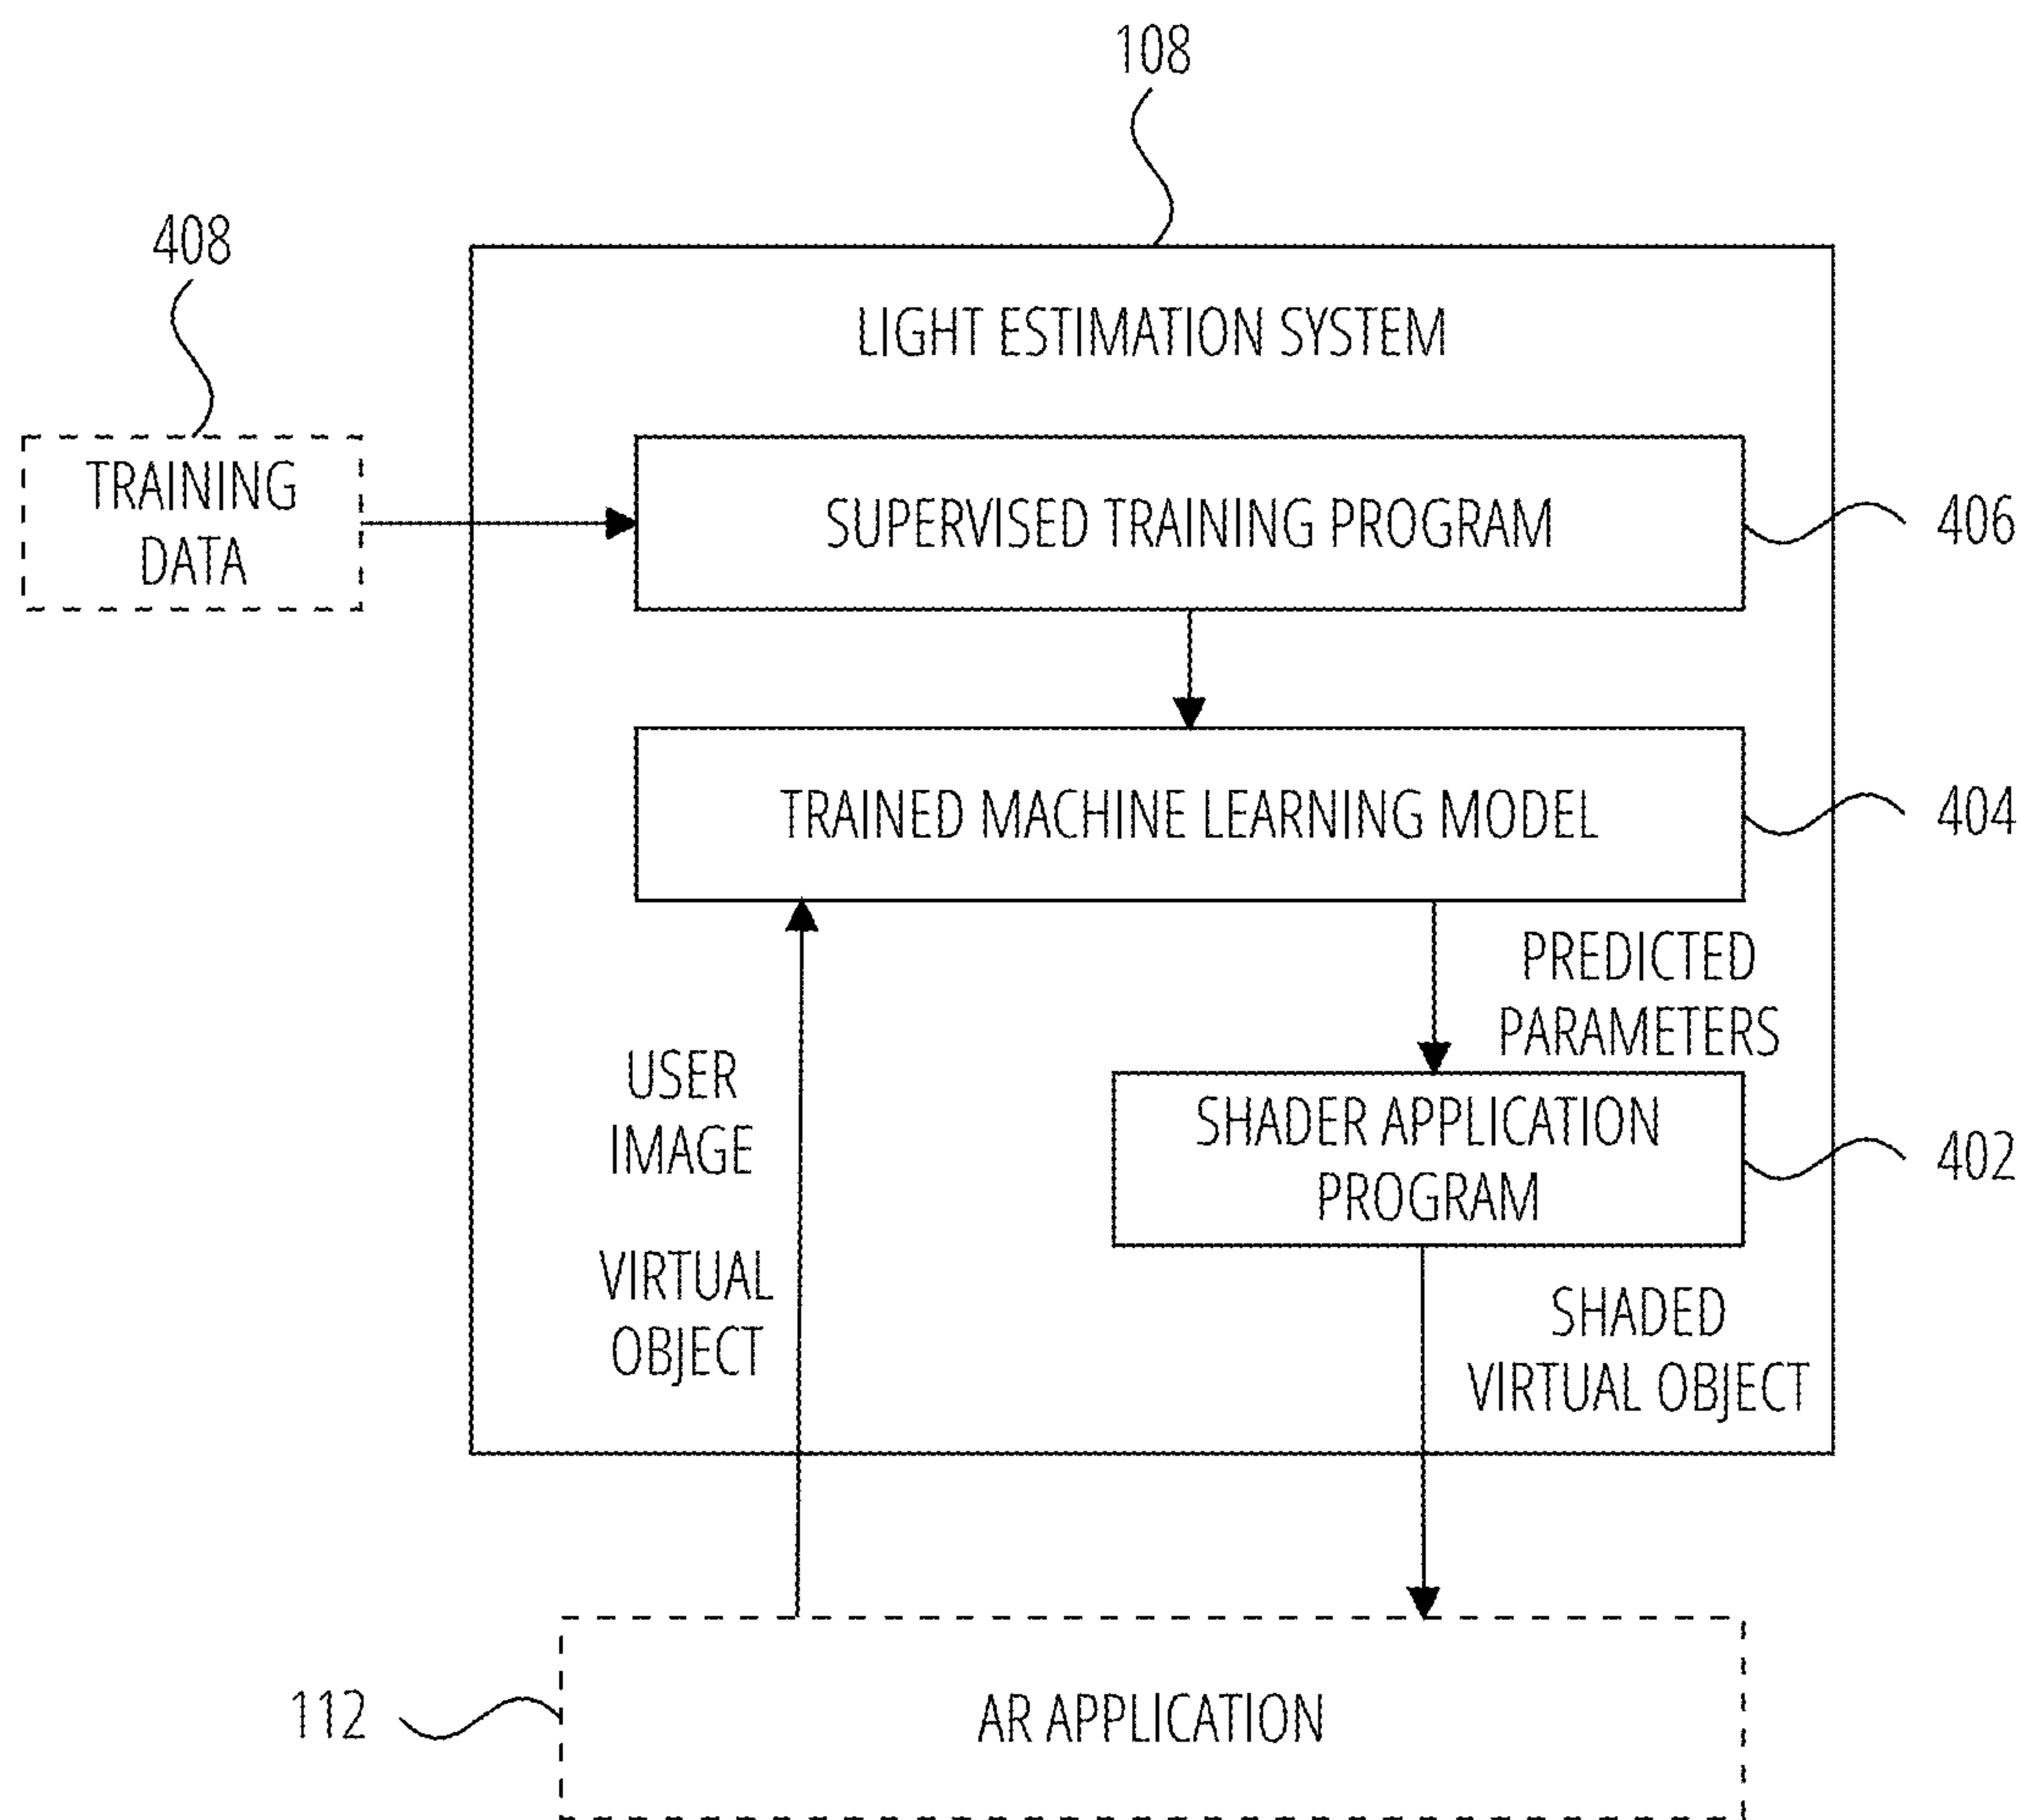 108
408
LIGHT ESTIMATION SYSTEM
TRAINING
DATA
SUPERVISED TRAINING PROGRAM
406
TRAINED MACHINE LEARNING MODEL
404
PREDICTED
PARAMETERS
USER
IMAGE
SHADER APPLICATION
PROGRAM
402
VIRTUAL
OBJECT
SHADED
VIRTUAL OBJECT
112
AR APPLICATION